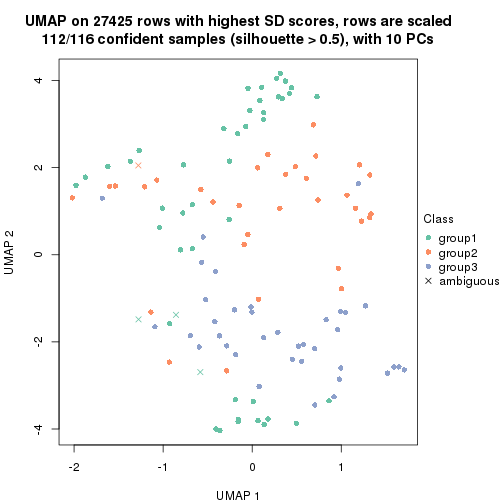 UMAP on 27425 rows with highest SD scores, rows are scaled
112/116 confident samples (silhouette > 0.5), with 10 PCs
4
2
0
-2
-4
UMAP 2
-2
-1
0
1
UMAP 1
Class
group1
group2
group3
ambiguous